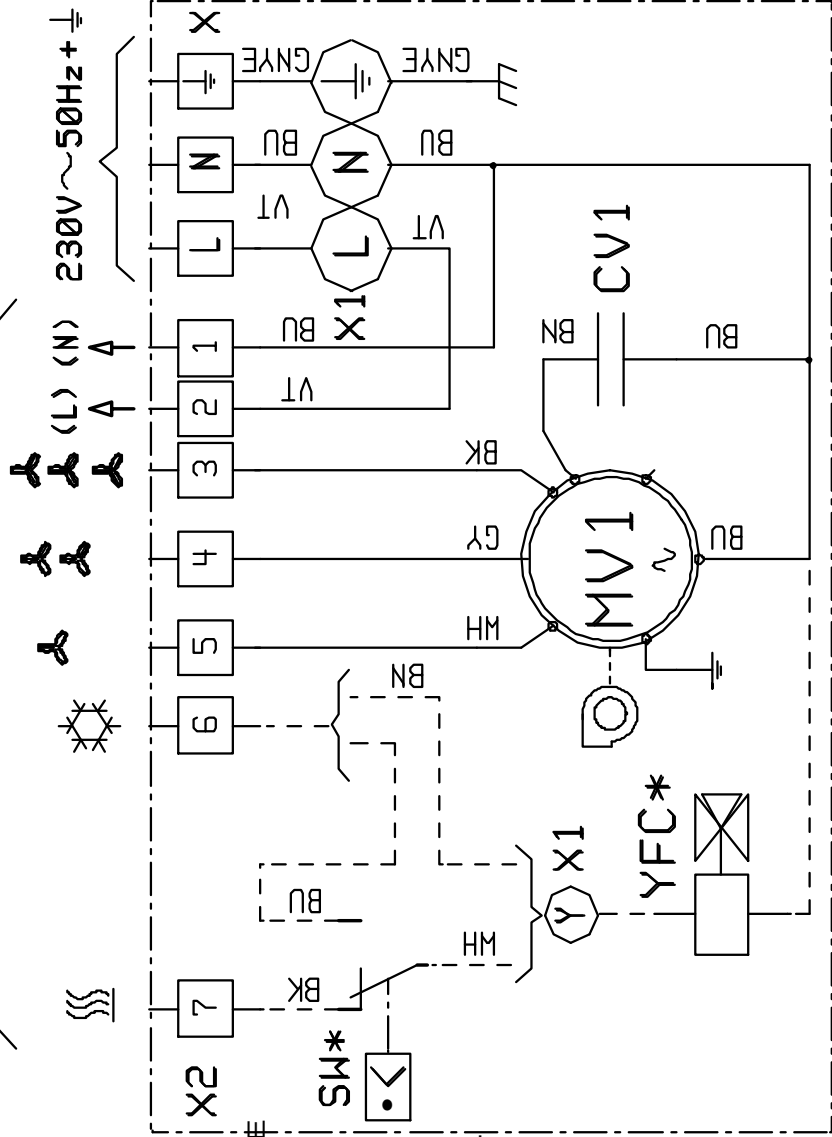 230V~50Hz+⏚
X
GNYE
GNYE
N
BU
N
BU
L
VT
L
VT
X1
(N)
1
BU
(L)
2
VT
3
BK
4
GY
5
WH
6
BN
BN
CV1
BU
MV1
~
BU
BU
WH
Y
X1
YFC*
7
BK
SW*
X2